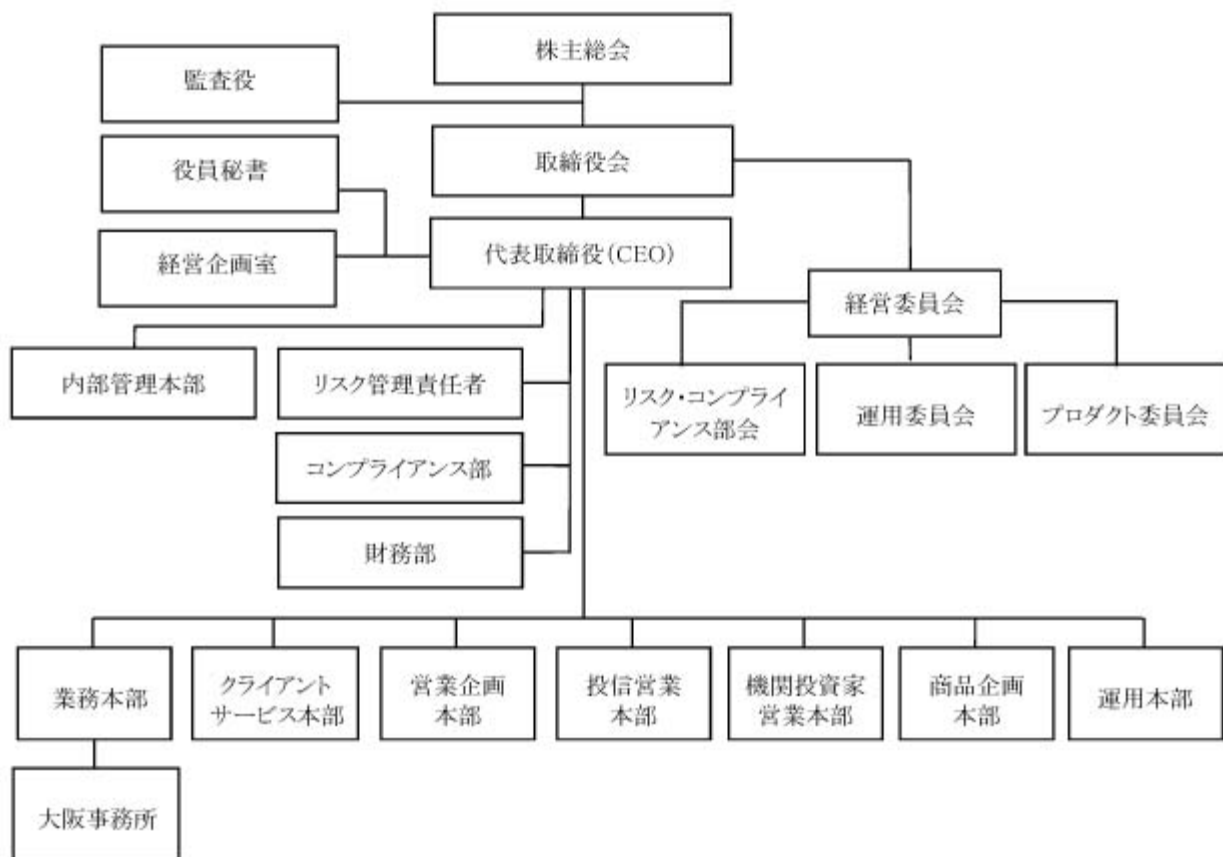 株主総会
監査役
取締役会
役員秘書
代表取締役(CEO)
経営企画室
経営委員会
内部管理本部
リスク管理責任者
リスク・コンプライ
アンス部会
運用委員会
プロダクト委員会
コンプライアンス部
財務部
業務本部
クライアント
サービス本部
営業企画
本部
投信営業
本部
機関投資家
営業本部
商品企画
本部
運用本部
大阪事務所